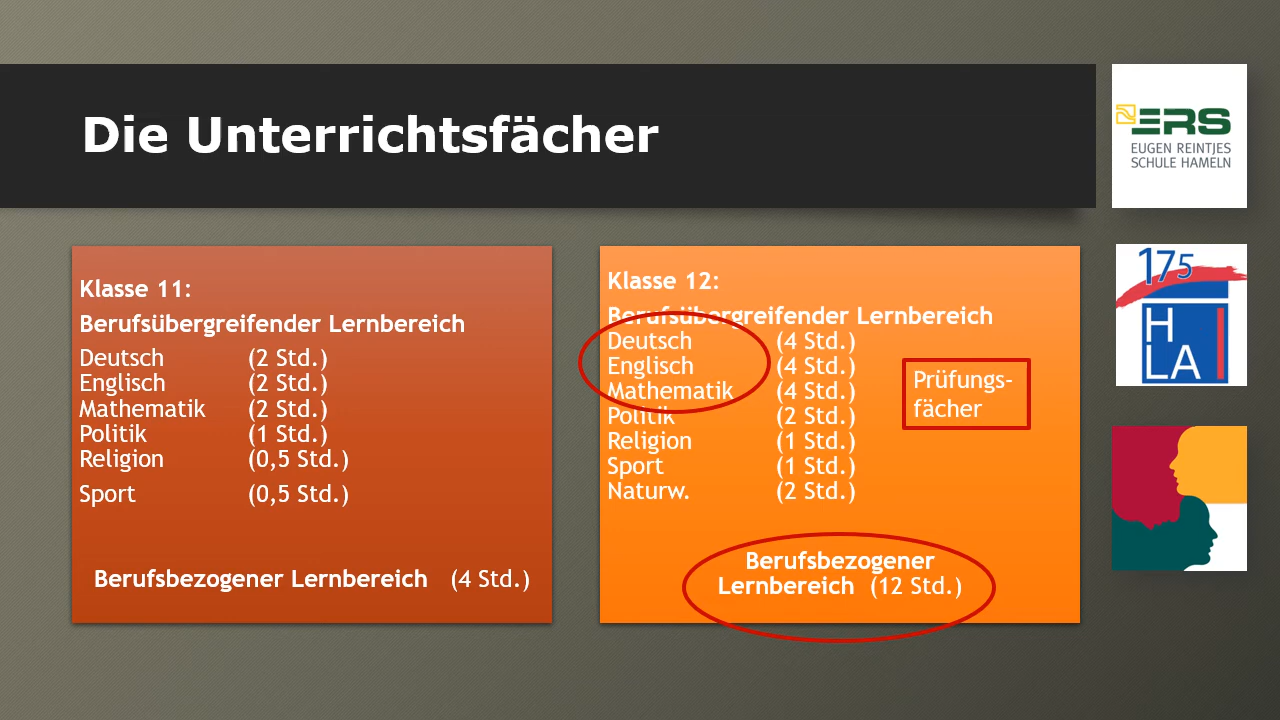 Die Unterrichtsfächer
ERS
EUGEN REINTJES
SCHULE HAMELN
175
H
LA
Klasse 11:
Berufsübergreifender Lernbereich
Deutsch (2 Std.)
Englisch (2 Std.)
Mathematik (2 Std.)
Politik (1 Std.)
Religion (0,5 Std.)
Sport (0,5 Std.)
Berufsbezogener Lernbereich (4 Std.)
Klasse 12:
Berufsübergreifender Lernbereich
Deutsch (4 Std.)
Englisch (4 Std.)
Mathematik (4 Std.)
Politik (2 Std.)
Religion (1 Std.)
Sport (1 Std.)
Naturw. (2 Std.)
Prüfungs-
fächer
Berufsbezogener
Lernbereich (12 Std.)